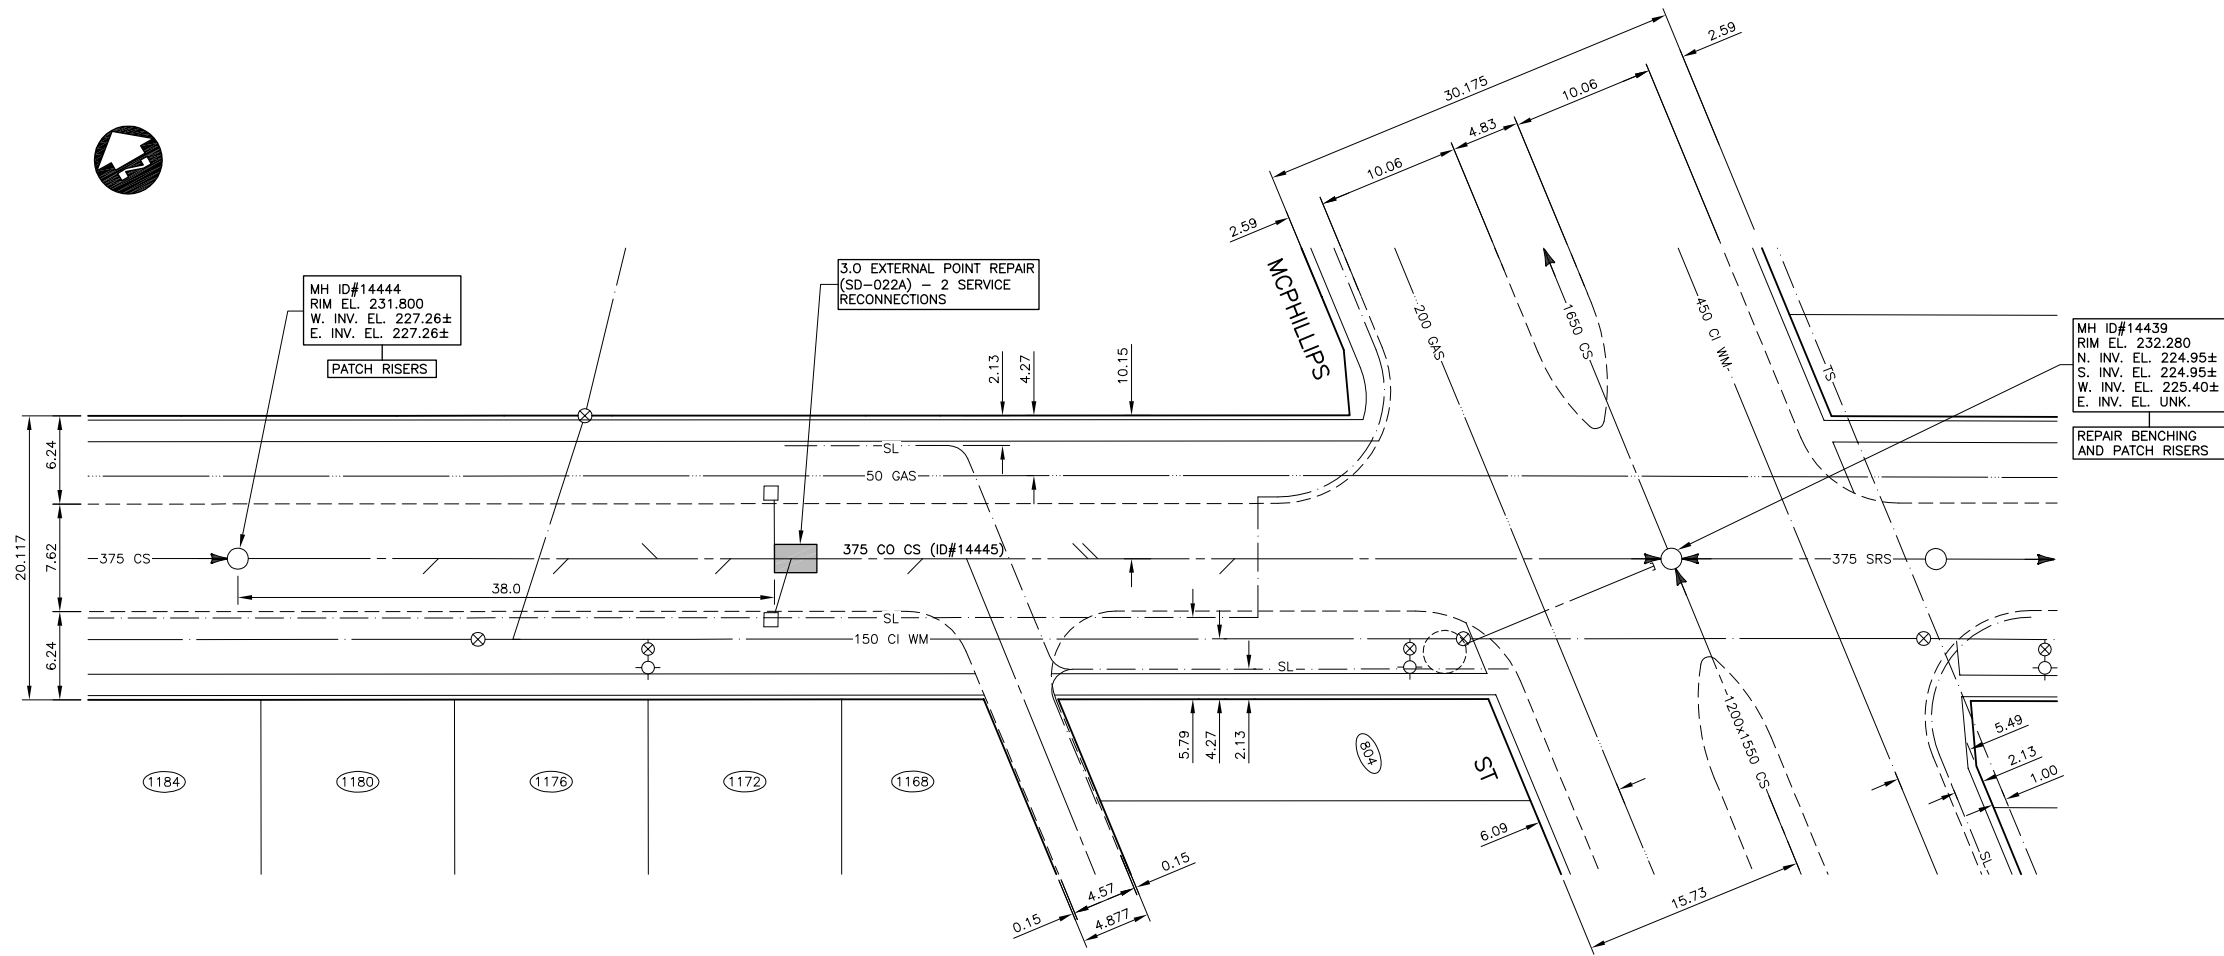 2.59
30.175
10.06
4.83
10.06
2.59
MH ID#14444
RIM EL. 231.800
W. INV. EL. 227.26±
E. INV. EL. 227.26±
PATCH RISERS
3.0 EXTERNAL POINT REPAIR
(SD-022A) - 2 SERVICE
RECONNECTIONS
MCPHILLIPS
200 GAS
1650 CS
450 CI WM
TS
MH ID#14439
RIM EL. 232.280
N. INV. EL. 224.95±
S. INV. EL. 224.95±
W. INV. EL. 225.40±
E. INV. EL. UNK.
REPAIR BENCHING
AND PATCH RISERS
2.13
4.27
10.15
6.24
SL
50 GAS
20.117
7.62
375 CS
375 CO CS (ID#14445)
375 SRS
38.0
6.24
SL
150 CI WM
SL
5.79
4.27
2.13
804
ST
1200x1550 CS
5.49
2.13
1.00
1184
1180
1176
1172
1168
6.09
SL
0.15
4.57
0.15
4.877
15.73